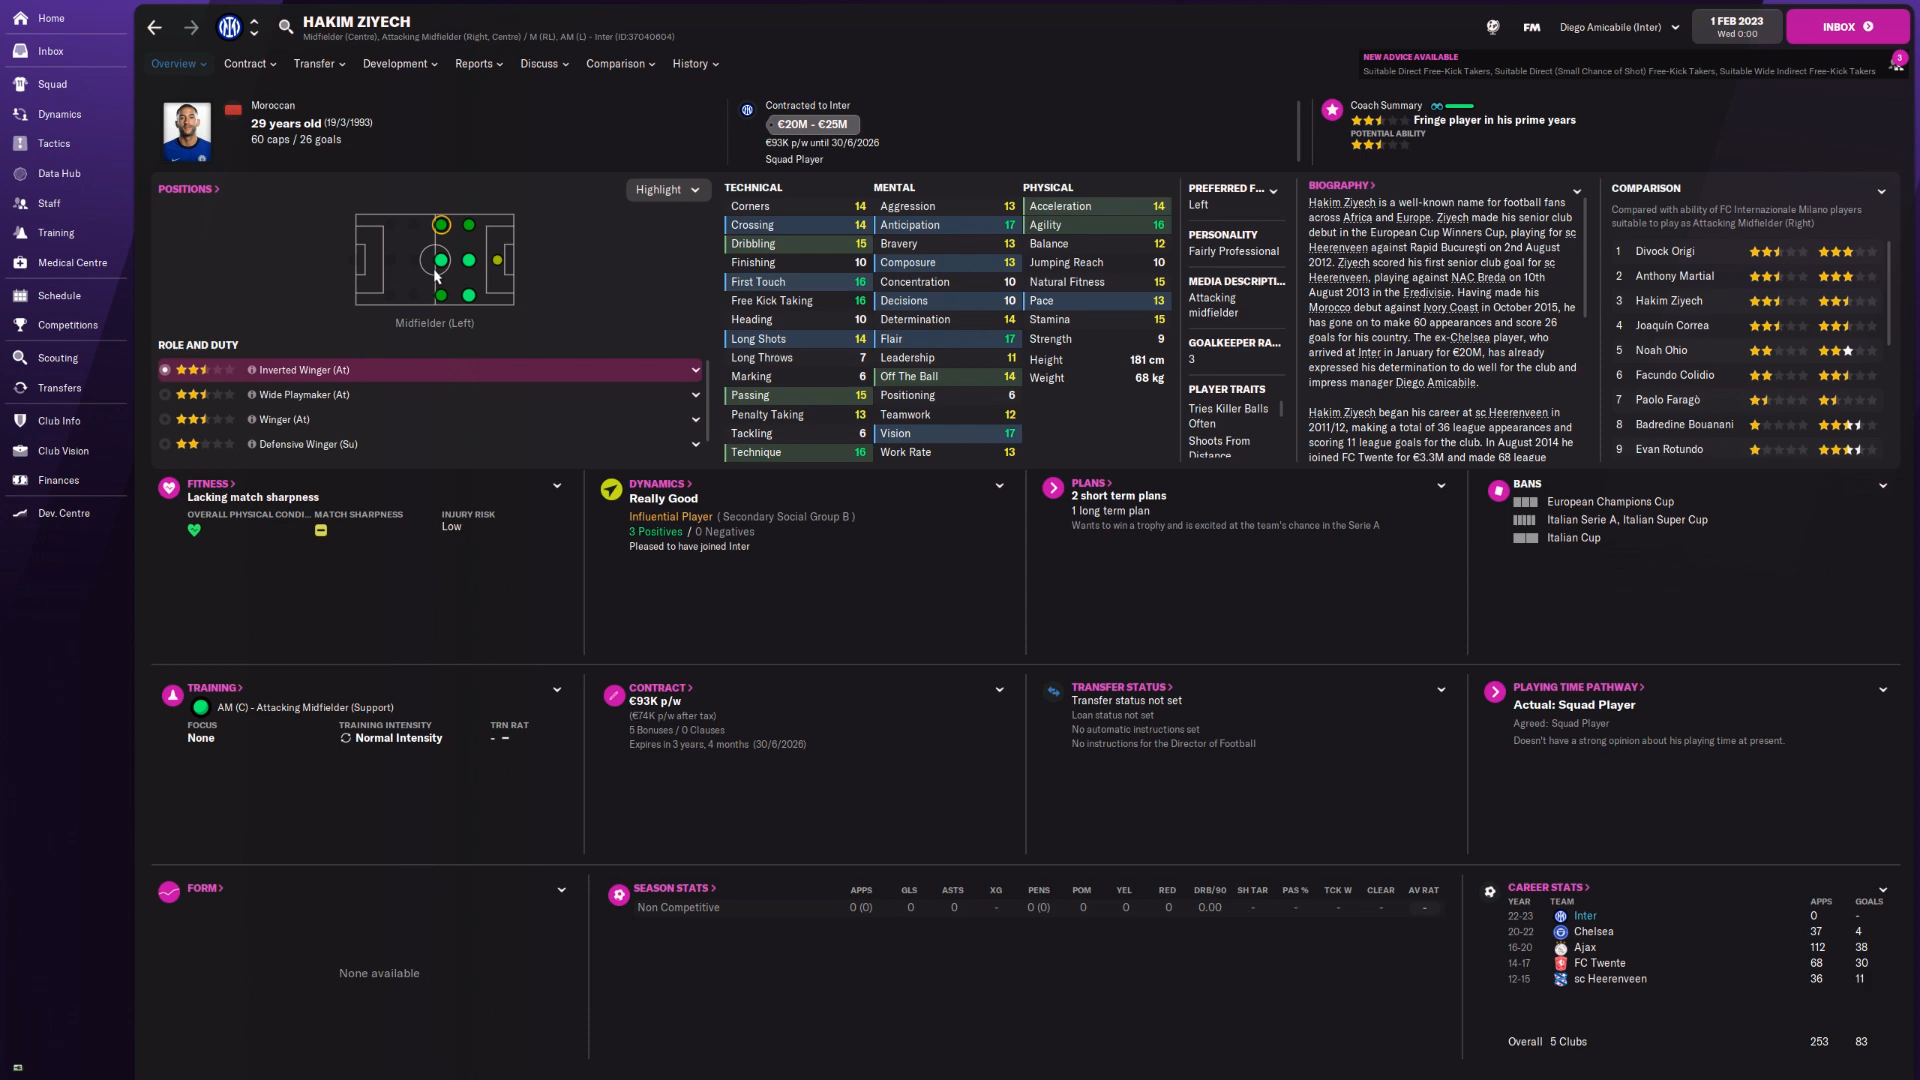 Home
Inbox
Squad
Dynamics
Tactics
Data Hub
Staff
Training
Medical Centre
Schedule
Competitions
Scouting
Transfers
Club Info
Club Vision
Finances
Dev. Centre
HAKIM ZIYECH
Midfielder (Centre), Attacking Midfielder (Right, Centre) / M (RL), AM (L) - Inter (ID:37040604)
FM
Diego Amicabile (Inter)
1 FEB 2023
Wed 0:00
INBOX
Overview
Contract
Transfer
Development
Reports
Discuss
Comparison
History
NEW ADVICE AVAILABLE
Suitable Direct Free-Kick Takers, Suitable Direct (Small Chance of Shot) Free-Kick Takers, Suitable Wide Indirect Free-Kick Takers
3
Moroccan
29 years old (19/3/1993)
60 caps / 26 goals
Contracted to Inter
€20M - €25M
€93K p/w until 30/6/2026
Squad Player
Coach Summary
Fringe player in his prime years
POTENTIAL ABILITY
POSITIONS >
Highlight
Midfielder (Left)
ROLE AND DUTY
Inverted Winger (At)
Wide Playmaker (At)
Winger (At)
Defensive Winger (Su)
TECHNICAL
Corners 14
Crossing 14
Dribbling 15
Finishing 10
First Touch 16
Free Kick Taking 16
Heading 10
Long Shots 14
Long Throws 7
Marking 6
Passing 15
Penalty Taking 13
Tackling 6
Technique 16
MENTAL
Aggression 13
Anticipation 17
Bravery 13
Composure 13
Concentration 10
Decisions 10
Determination 14
Flair 17
Leadership 11
Off The Ball 14
Positioning 6
Teamwork 12
Vision 17
Work Rate 13
PHYSICAL
Acceleration 14
Agility 16
Balance 12
Jumping Reach 10
Natural Fitness 15
Pace 13
Stamina 15
Strength 9
Height 181 cm
Weight 68 kg
PREFERRED F...
Left
PERSONALITY
Fairly Professional
MEDIA DESCRIPTI...
Attacking
midfielder
GOALKEEPER RA...
3
PLAYER TRAITS
Tries Killer Balls
Often
Shoots From
Distance
BIOGRAPHY >
Hakim Ziyech is a well-known name for football fans
across Africa and Europe. Ziyech made his senior club
debut in the European Cup Winners Cup, playing for sc
Heerenveen against Rapid București on 2nd August
2012. Ziyech scored his first senior club goal for sc
Heerenveen, playing against NAC Breda on 10th
August 2013 in the Eredivisie. Having made his
Morocco debut against Ivory Coast in October 2015, he
has gone on to make 60 appearances and score 26
goals for his country. The ex-Chelsea player, who
arrived at Inter in January for €20M, has already
expressed his determination to do well for the club and
impress manager Diego Amicabile.
Hakim Ziyech began his career at sc Heerenveen in
2011/12, making a total of 36 league appearances and
scoring 11 league goals for the club. In August 2014 he
joined FC Twente for €3.3M and made 68 league
COMPARISON
Compared with ability of FC Internazionale Milano players
suitable to play as Attacking Midfielder (Right)
1 Divock Origi
2 Anthony Martial
3 Hakim Ziyech
4 Joaquín Correa
5 Noah Ohio
6 Facundo Colidio
7 Paolo Faragò
8 Badredine Bouanani
9 Evan Rotundo
FITNESS >
Lacking match sharpness
OVERALL PHYSICAL CONDI... MATCH SHARPNESS INJURY RISK
Low
DYNAMICS >
Really Good
Influential Player ( Secondary Social Group B )
3 Positives / 0 Negatives
Pleased to have joined Inter
PLANS >
2 short term plans
1 long term plan
Wants to win a trophy and is excited at the team's chance in the Serie A
BANS
European Champions Cup
Italian Serie A, Italian Super Cup
Italian Cup
TRAINING >
AM (C) - Attacking Midfielder (Support)
FOCUS TRAINING INTENSITY TRN RAT
None Normal Intensity - -
CONTRACT >
€93K p/w
(€74K p/w after tax)
5 Bonuses / 0 Clauses
Expires in 3 years, 4 months (30/6/2026)
TRANSFER STATUS >
Transfer status not set
Loan status not set
No automatic instructions set
No instructions for the Director of Football
PLAYING TIME PATHWAY >
Actual: Squad Player
Agreed: Squad Player
Doesn't have a strong opinion about his playing time at present.
FORM >
None available
SEASON STATS > APPS GLS ASTS XG PENS POM YEL RED DRB/90 SH TAR PAS % TCK W CLEAR AV RAT
Non Competitive 0 (0) 0 0 - 0 (0) 0 0 0 0.00 - - - - -
CAREER STATS >
YEAR TEAM APPS GOALS
22-23 Inter 0 -
20-22 Chelsea 37 4
16-20 Ajax 112 38
14-17 FC Twente 68 30
12-15 sc Heerenveen 36 11
Overall 5 Clubs 253 83